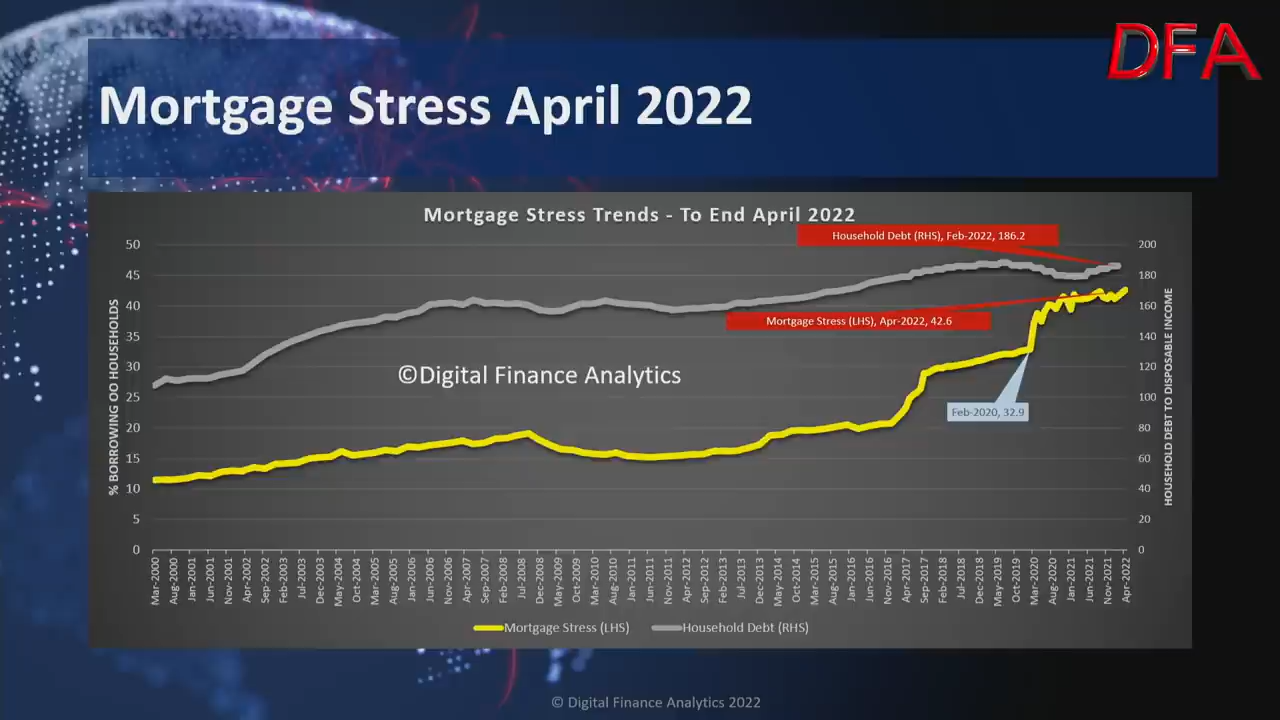 DFA
Mortgage Stress April 2022
Mortgage Stress Trends - To End April 2022
Household Debt (RHS), Feb-2022, 186.2
Mortgage Stress (LHS), Apr-2022, 42.6
Feb-2020, 32.9
©Digital Finance Analytics
% BORROWING OO HOUSEHOLDS
50
45
40
35
30
25
20
15
10
5
0
200
180
160
140
120
100
80
60
40
20
0
HOUSEHOLD DEBT TO DISPOSABLE INCOME
Mar-2000
Aug-2000
Jan-2001
Jun-2001
Nov-2001
Apr-2002
Sep-2002
Feb-2003
Jul-2003
Dec-2003
May-2004
Oct-2004
Mar-2005
Aug-2005
Jan-2006
Jun-2006
Nov-2006
Apr-2007
Sep-2007
Feb-2008
Jul-2008
Dec-2008
May-2009
Oct-2009
Mar-2010
Aug-2010
Jan-2011
Jun-2011
Nov-2011
Apr-2012
Sep-2012
Feb-2013
Jul-2013
Dec-2013
May-2014
Oct-2014
Mar-2015
Aug-2015
Jan-2016
Jun-2016
Nov-2016
Apr-2017
Sep-2017
Feb-2018
Jul-2018
Dec-2018
May-2019
Oct-2019
Mar-2020
Aug-2020
Jan-2021
Jun-2021
Nov-2021
Apr-2022
Mortgage Stress (LHS)
Household Debt (RHS)
© Digital Finance Analytics 2022